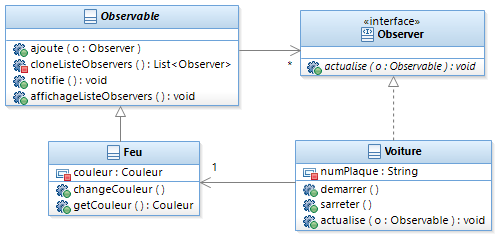 Observable
ajoute ( o : Observer )
cloneListeObservers ( ) : List<Observer>
notifie ( ) : void
affichageListeObservers ( ) : void
*
«interface»
Observer
actualise ( o : Observable ) : void
Feu
couleur : Couleur
changeCouleur ( )
getCouleur ( ) : Couleur
1
Voiture
numPlaque : String
demarrer ( )
sarreter ( )
actualise ( o : Observable ) : void